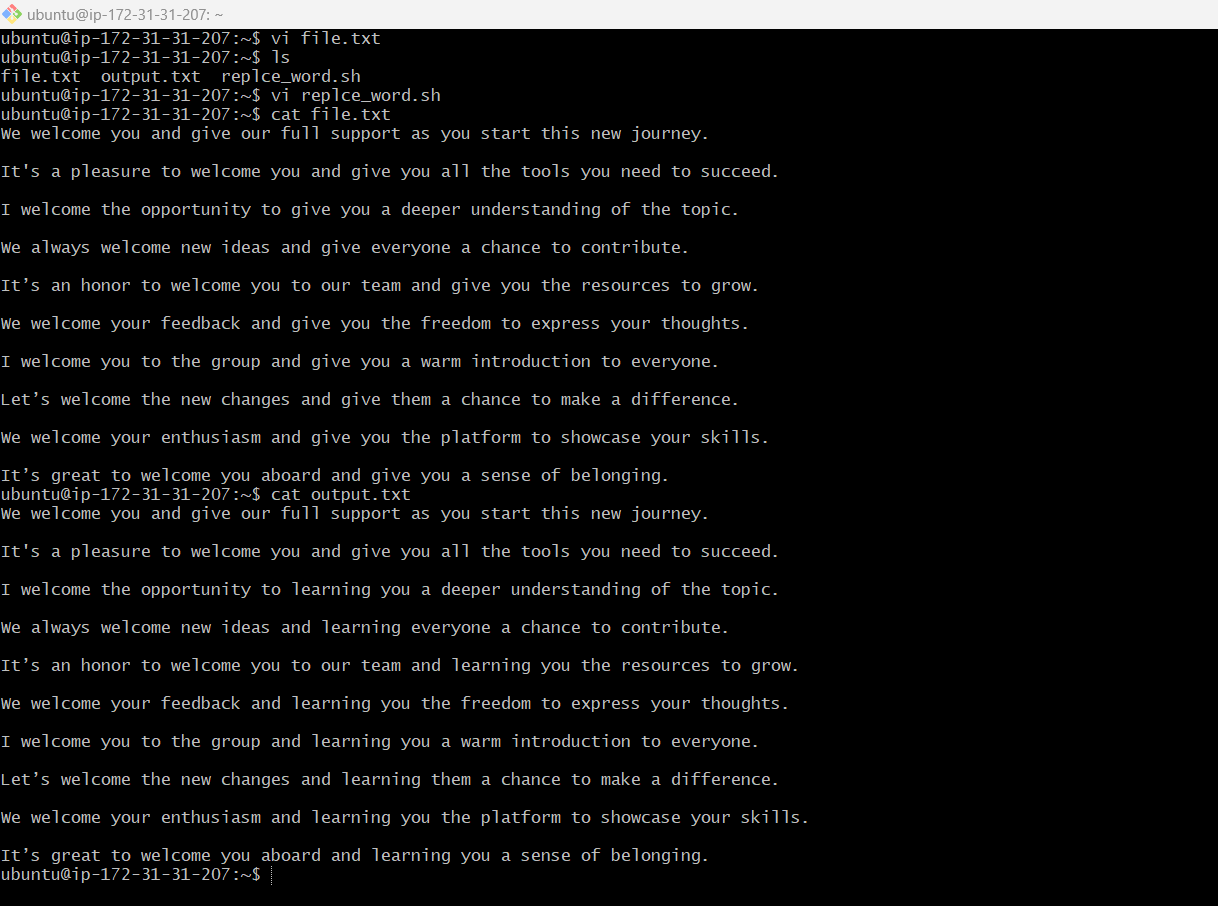 ubuntu@ip-172-31-31-207: ~
ubuntu@ip-172-31-31-207:~$ vi file.txt
ubuntu@ip-172-31-31-207:~$ ls
file.txt  output.txt  replce_word.sh
ubuntu@ip-172-31-31-207:~$ vi replce_word.sh
ubuntu@ip-172-31-31-207:~$ cat file.txt
We welcome you and give our full support as you start this new journey.
It's a pleasure to welcome you and give you all the tools you need to succeed.
I welcome the opportunity to give you a deeper understanding of the topic.
We always welcome new ideas and give everyone a chance to contribute.
It’s an honor to welcome you to our team and give you the resources to grow.
We welcome your feedback and give you the freedom to express your thoughts.
I welcome you to the group and give you a warm introduction to everyone.
Let’s welcome the new changes and give them a chance to make a difference.
We welcome your enthusiasm and give you the platform to showcase your skills.
It’s great to welcome you aboard and give you a sense of belonging.
ubuntu@ip-172-31-31-207:~$ cat output.txt
We welcome you and give our full support as you start this new journey.
It's a pleasure to welcome you and give you all the tools you need to succeed.
I welcome the opportunity to learning you a deeper understanding of the topic.
We always welcome new ideas and learning everyone a chance to contribute.
It’s an honor to welcome you to our team and learning you the resources to grow.
We welcome your feedback and learning you the freedom to express your thoughts.
I welcome you to the group and learning you a warm introduction to everyone.
Let’s welcome the new changes and learning them a chance to make a difference.
We welcome your enthusiasm and learning you the platform to showcase your skills.
It’s great to welcome you aboard and learning you a sense of belonging.
ubuntu@ip-172-31-31-207:~$